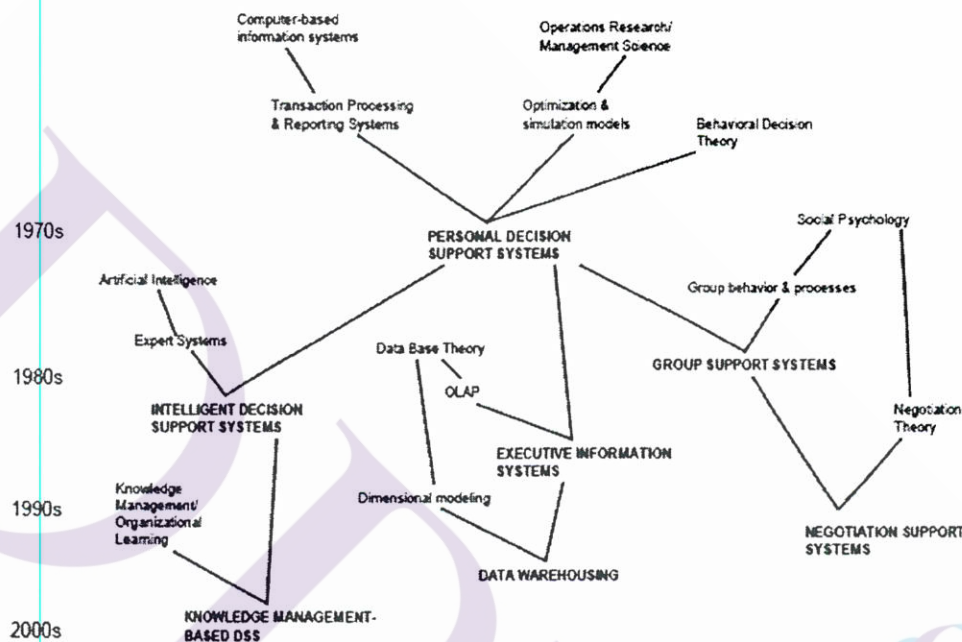 Computer-based
information systems
Operations Research/
Management Science
Transaction Processing
& Reporting Systems
Optimization &
simulation models
Behavioral Decision
Theory
1970s
PERSONAL DECISION
SUPPORT SYSTEMS
Social Psychology
Artificial Intelligence
Group behavior & processes
Expert Systems
Data Base Theory
GROUP SUPPORT SYSTEMS
1980s
OLAP
INTELLIGENT DECISION
SUPPORT SYSTEMS
Negotiation
Theory
EXECUTIVE INFORMATION
SYSTEMS
Knowledge
Management/
Organizational
Learning
Dimensional modeling
1990s
NEGOTIATION SUPPORT
SYSTEMS
DATA WAREHOUSING
KNOWLEDGE MANAGEMENT-
BASED DSS
2000s